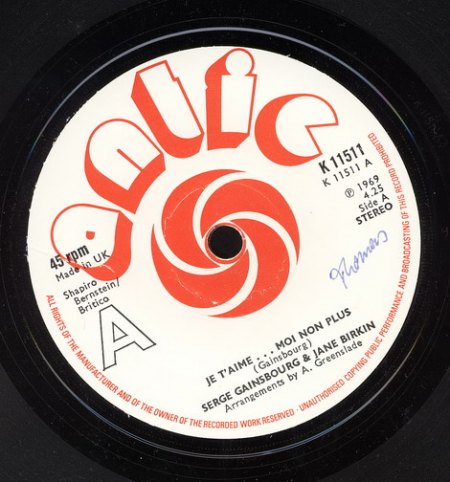 antic
K 11511
K 11511 A
℗ 1969
4.25
Side A
STEREO
45 rpm
Made in UK
Shapiro
Bernstein/
Britico
A
Thomas
JE T'AIME . . . MOI NON PLUS
(Gainsbourg)
SERGE GAINSBOURG & JANE BIRKIN
Arrangements by A. Greenslade
ALL RIGHTS OF THE MANUFACTURER AND OF THE OWNER OF THE RECORDED WORK RESERVED · UNAUTHORISED COPYING PUBLIC PERFORMANCE AND BROADCASTING OF THIS RECORD PROHIBITED